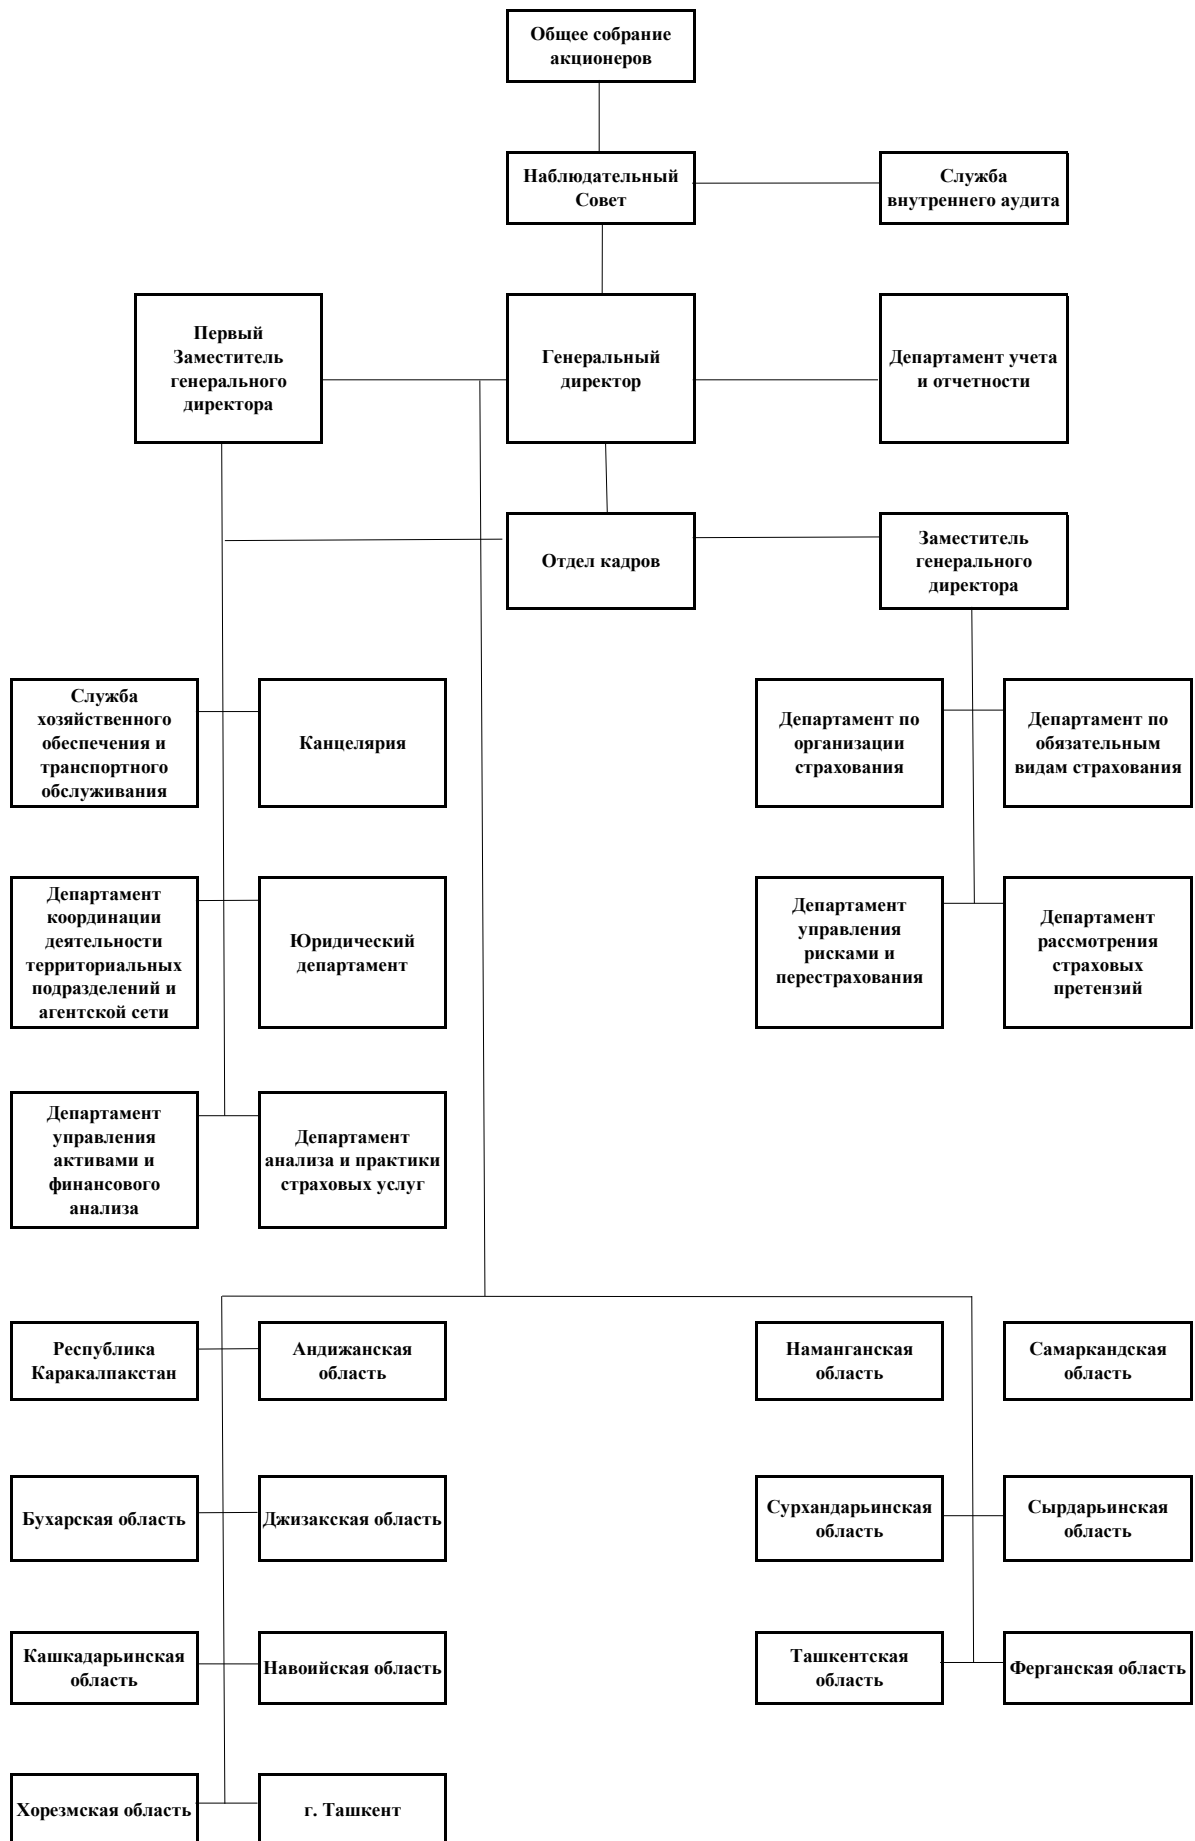 Общее собрание
акционеров
Наблюдательный
Совет
Служба
внутреннего аудита
Первый
Заместитель
генерального
директора
Генеральный
директор
Департамент учета
и отчетности
Отдел кадров
Заместитель
генерального
директора
Служба
хозяйственного
обеспечения и
транспортного
обслуживания
Канцелярия
Департамент по
организации
страхования
Департамент по
обязательным
видам страхования
Департамент
координации
деятельности
территориальных
подразделений и
агентской сети
Юридический
департамент
Департамент
управления
рисками и
перестрахования
Департамент
рассмотрения
страховых
претензий
Департамент
управления
активами и
финансового
анализа
Департамент
анализа и практики
страховых услуг
Республика
Каракалпакстан
Андижанская
область
Наманганская
область
Самаркандская
область
Бухарская область
Джизакская область
Сурхандарьинская
область
Сырдарьинская
область
Кашкадарьинская
область
Навоийская область
Ташкентская
область
Ферганская область
Хорезмская область
г. Ташкент